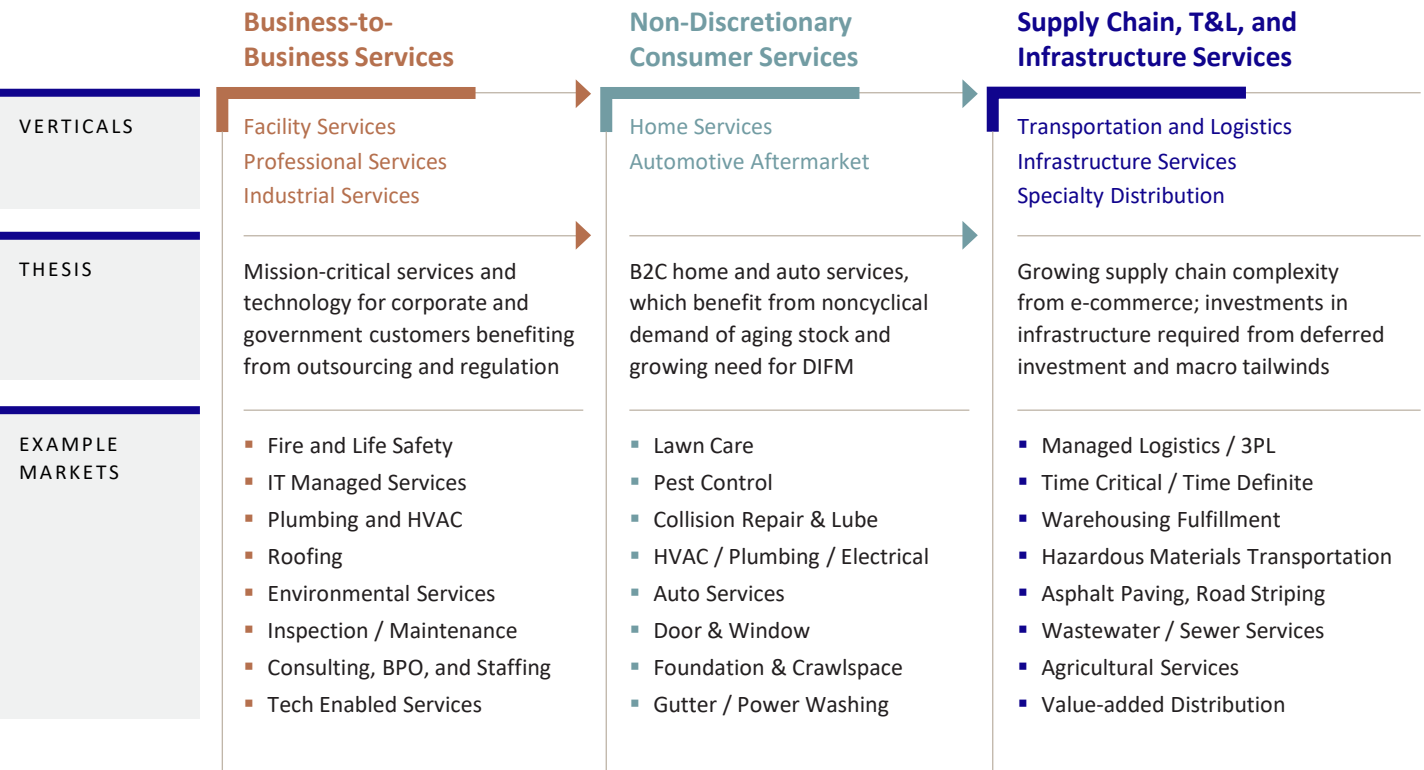 Business-to-
Business Services
Non-Discretionary
Consumer Services
Supply Chain, T&L, and
Infrastructure Services
VERTICALS
Facility Services
Professional Services
Industrial Services
Home Services
Automotive Aftermarket
Transportation and Logistics
Infrastructure Services
Specialty Distribution
THESIS
Mission-critical services and
technology for corporate and
government customers benefiting
from outsourcing and regulation
B2C home and auto services,
which benefit from noncyclical
demand of aging stock and
growing need for DIFM
Growing supply chain complexity
from e-commerce; investments in
infrastructure required from deferred
investment and macro tailwinds
EXAMPLE
MARKETS
▪ Fire and Life Safety
▪ IT Managed Services
▪ Plumbing and HVAC
▪ Roofing
▪ Environmental Services
▪ Inspection / Maintenance
▪ Consulting, BPO, and Staffing
▪ Tech Enabled Services
▪ Lawn Care
▪ Pest Control
▪ Collision Repair & Lube
▪ HVAC / Plumbing / Electrical
▪ Auto Services
▪ Door & Window
▪ Foundation & Crawlspace
▪ Gutter / Power Washing
▪ Managed Logistics / 3PL
▪ Time Critical / Time Definite
▪ Warehousing Fulfillment
▪ Hazardous Materials Transportation
▪ Asphalt Paving, Road Striping
▪ Wastewater / Sewer Services
▪ Agricultural Services
▪ Value-added Distribution